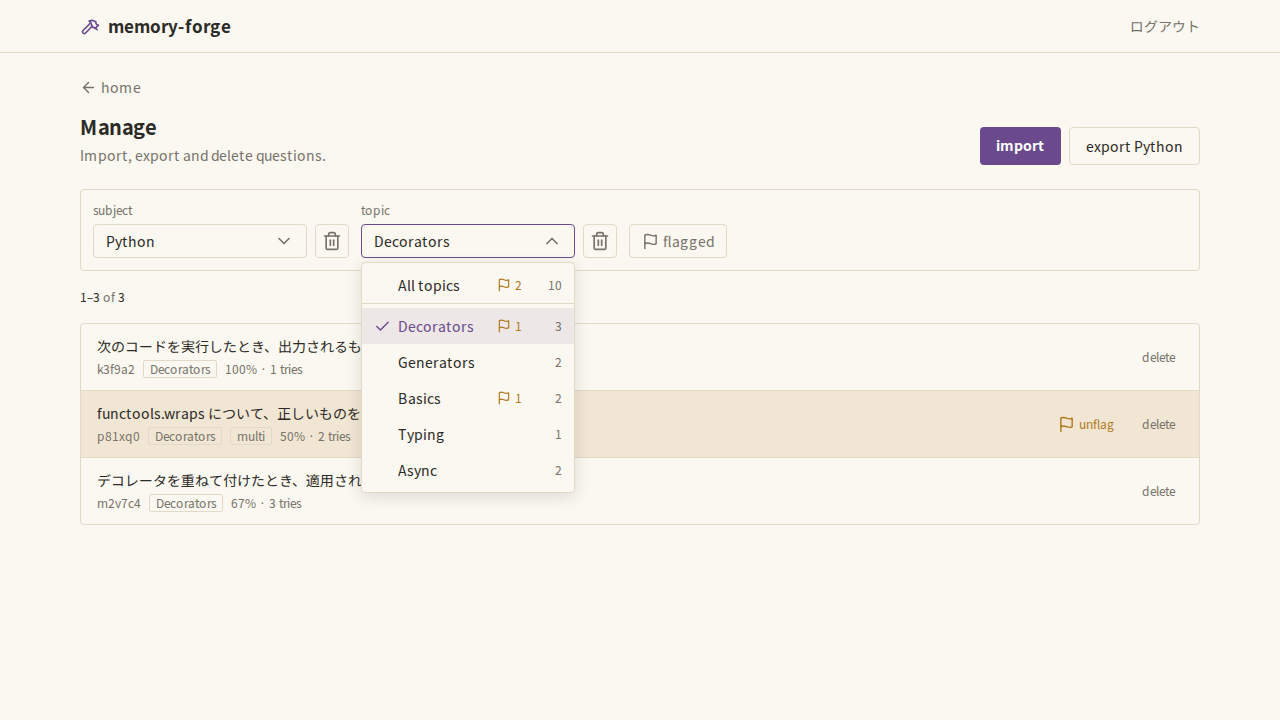 memory-forge
ログアウト
home
Manage
Import, export and delete questions.
import
export Python
subject
topic
Python
Decorators
flagged
All topics 2 10
Decorators 1 3
Generators 2
Basics 1 2
Typing 1
Async 2
1–3 of 3
次のコードを実行したとき、出力されるも
k3f9a2 Decorators 100% · 1 tries
delete
functools.wraps について、正しいものを
p81xq0 Decorators multi 50% · 2 tries
unflag delete
デコレータを重ねて付けたとき、適用され
m2v7c4 Decorators 67% · 3 tries
delete